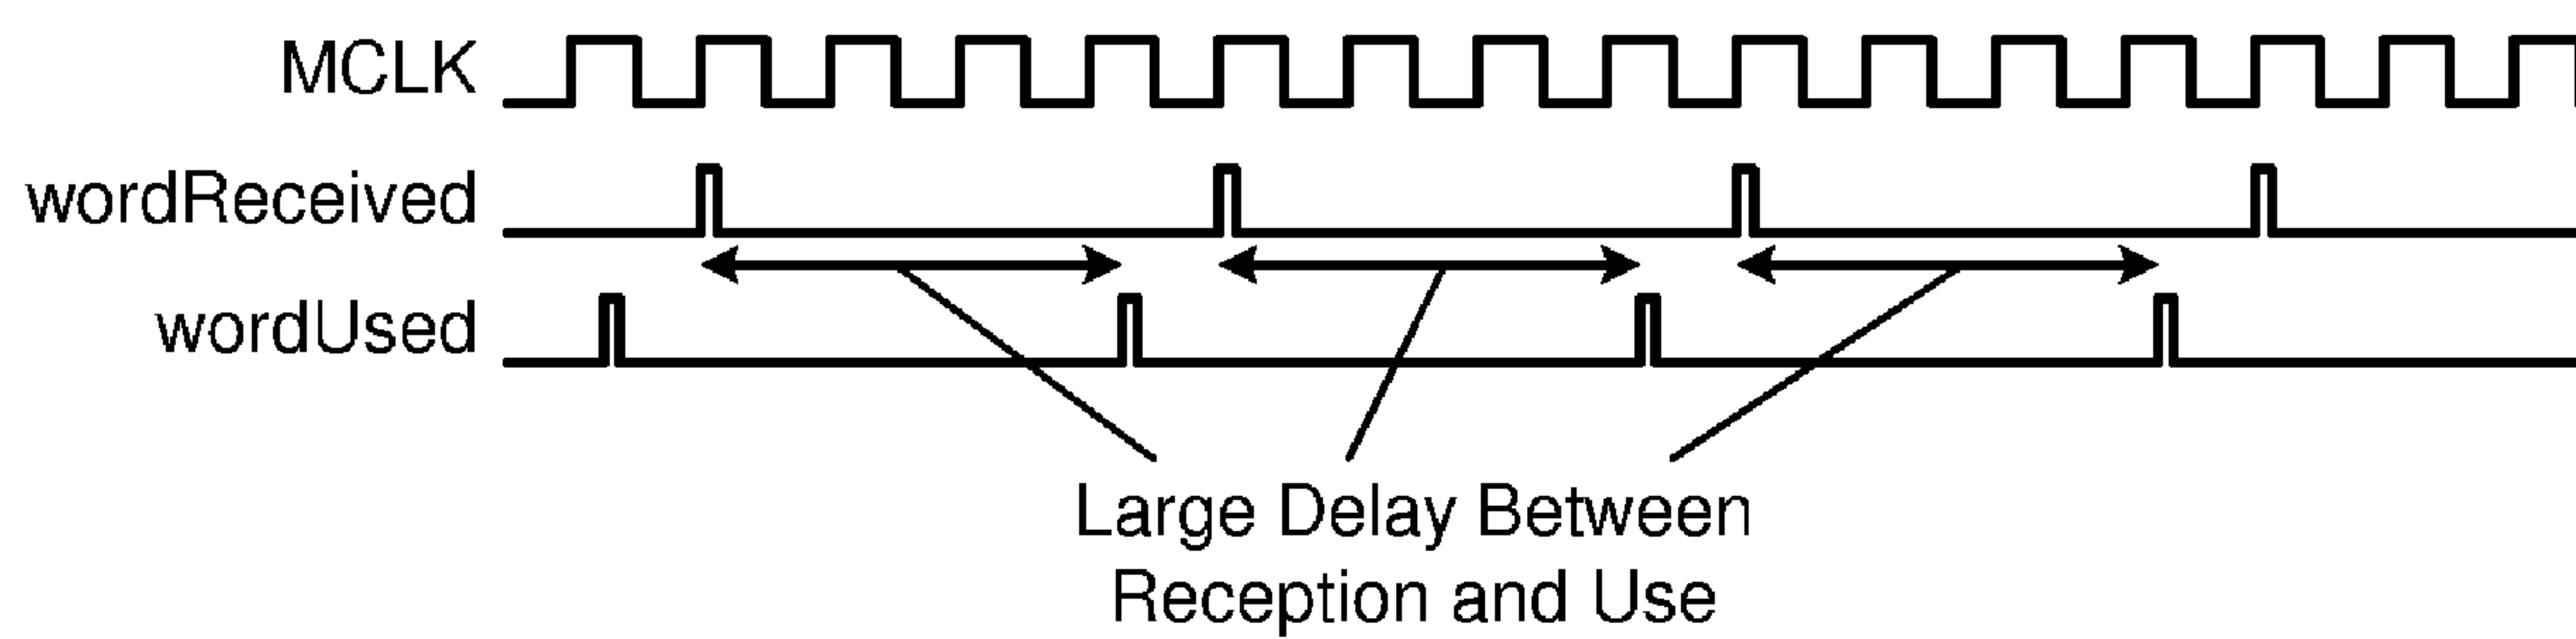 MCLK
wordReceived
wordUsed
Large Delay Between
Reception and Use